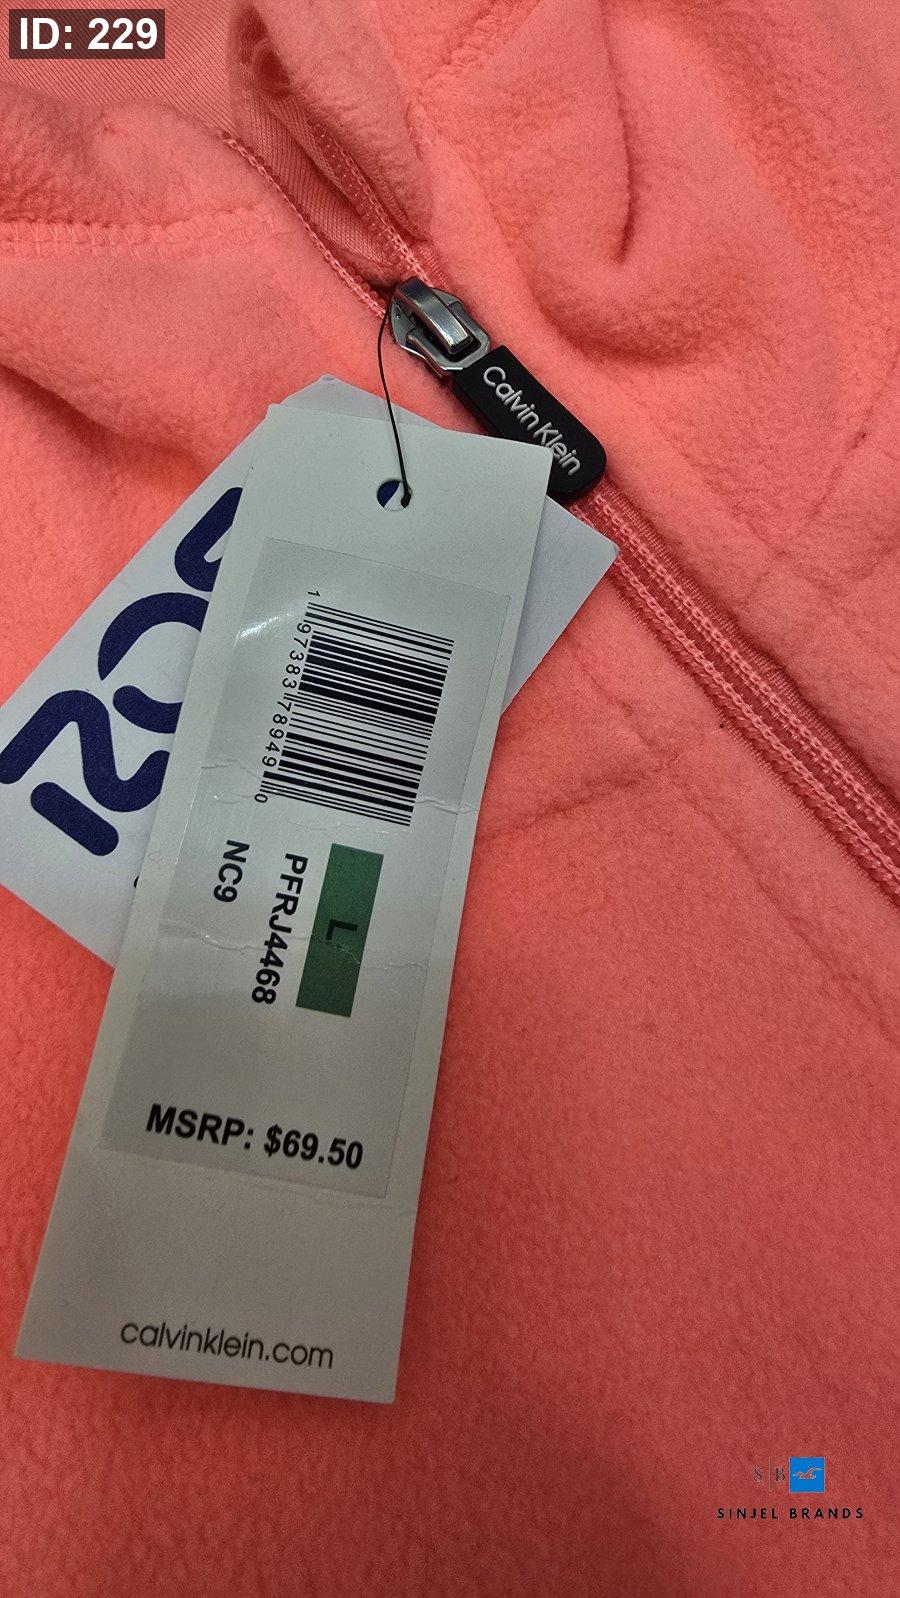 ID: 229
Calvin Klein
1 97383 78949 0
L
PFRJ4468
NC9
MSRP: $69.50
calvinklein.com
S B
SINJEL BRANDS